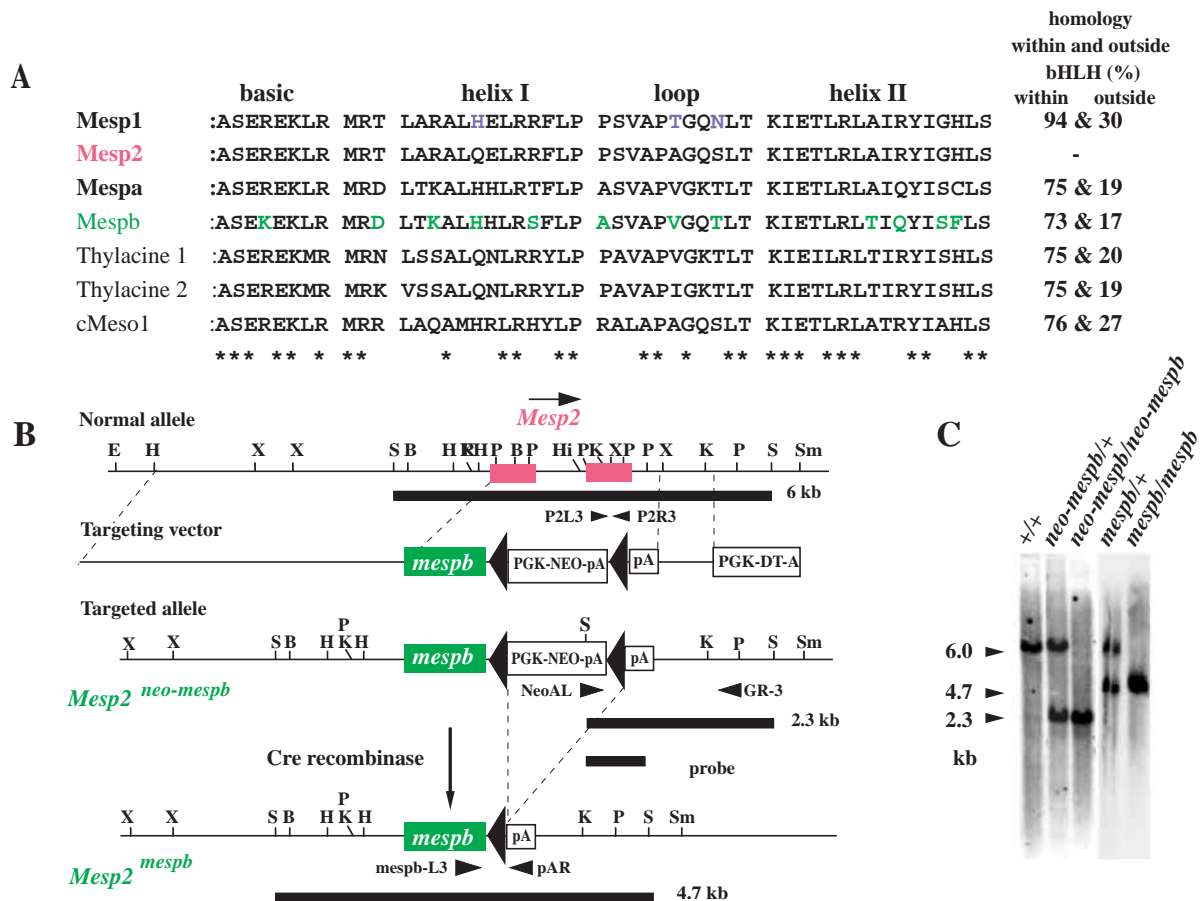 homology
within and outside
bHLH (%)
within outside
A
basic helix I loop helix II
Mesp1 :ASEREKLR MRT LARALHELRRFLP PSVAPTGQNLT KIETLRLAIRYIGHLS 94 & 30
Mesp2 :ASEREKLR MRT LARALQELRRFLP PSVAPAGQSLT KIETLRLAIRYIGHLS -
Mespa :ASEREKLR MRD LTKALHHLRTFLP ASVAPVGKTLT KIETLRLAIQYISCLS 75 & 19
Mespb :ASEKEKLR MRD LTKALHHLRSFLP ASVAPVGQTLT KIETLRLTIQYISFLS 73 & 17
Thylacine 1 :ASEREKMR MRN LSSALQNLRRYLP PAVAPVGKTLT KIETLRLTIRYISHLS 75 & 20
Thylacine 2 :ASEREKMR MRK VSSALQNLRRYLP PAVAPIGKTLT KIETLRLTIRYISHLS 75 & 19
cMeso1 :ASEREKLR MRR LAQAMHRLRHYLP RALAPAGQSLT KIETLRLATRYIAHLS 76 & 27
*** ** * ** * ** ** ** * ** *** *** ** **
B
Normal allele
Mesp2
E H X X S B H R H P B P Hi P K X P P X K P S Sm
6 kb
P2L3 P2R3
Targeting vector
mespb PGK-NEO-pA pA PGK-DT-A
Targeted allele
X X S B H P K H S K P S Sm
mespb PGK-NEO-pA pA
Mesp2 neo-mespb
NeoAL GR-3
2.3 kb
Cre recombinase
probe
X X S B H P K H K P S Sm
mespb pA
Mesp2 mespb
mespb-L3 pAR
4.7 kb
C
+/+ neo-mespb/+ neo-mespb/neo-mespb mespb/+ mespb/mespb
6.0
4.7
2.3
kb